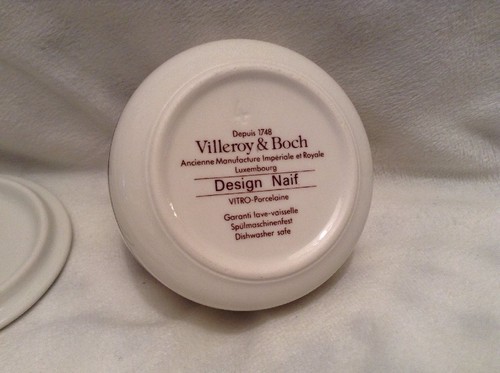 Depuis 1748
Villeroy & Boch
Ancienne Manufacture Impériale et Royale
Luxembourg
Design Naif
VITRO-Porcelaine
Garanti lave-vaisselle
Spülmaschinenfest
Dishwasher safe